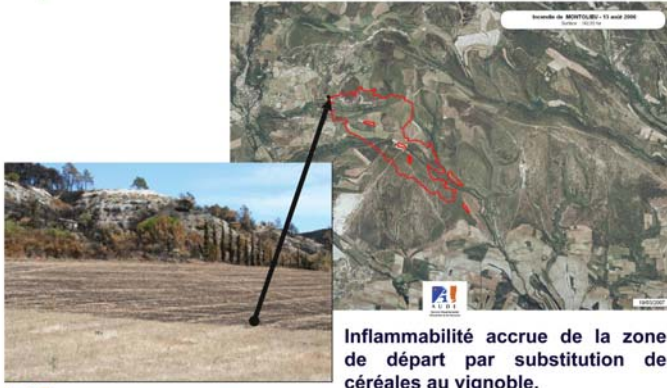 Incendie de MONTOLIEU - 13 août 2006
AUDE
Inflammabilité accrue de la zone
de départ par substitution de
céréales au vignoble.